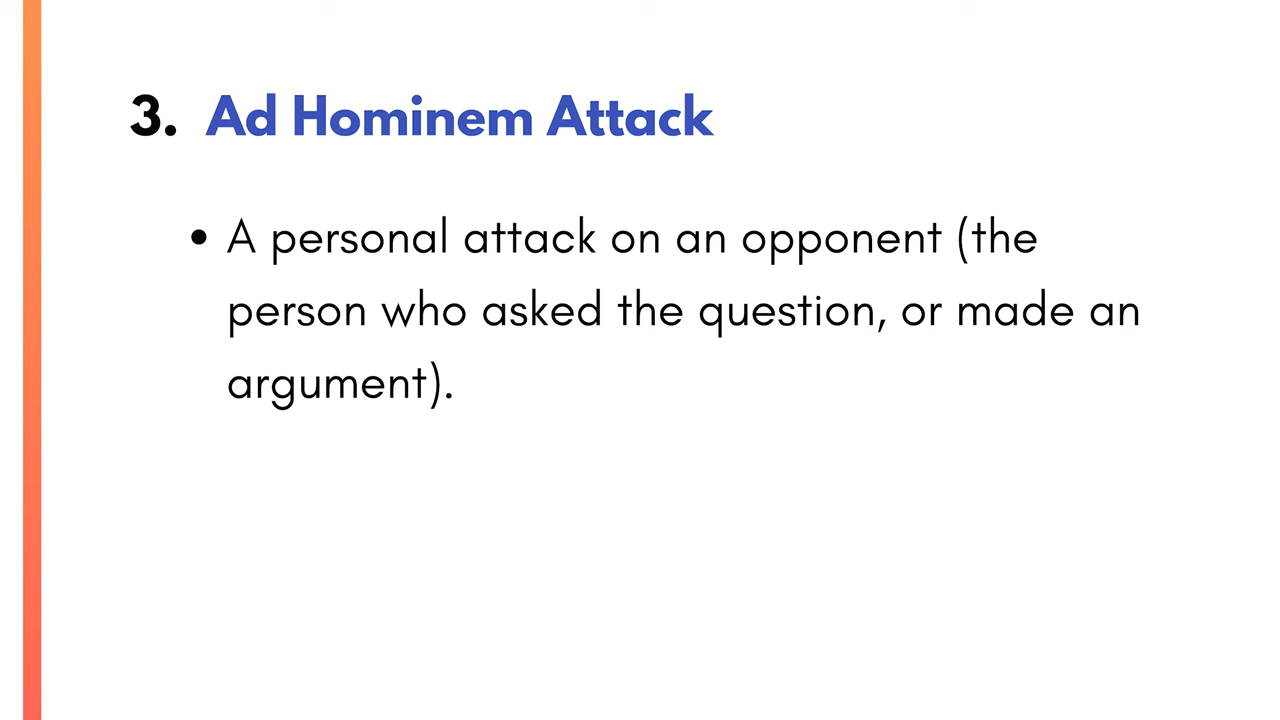 3. Ad Hominem Attack
• A personal attack on an opponent (the
person who asked the question, or made an
argument).